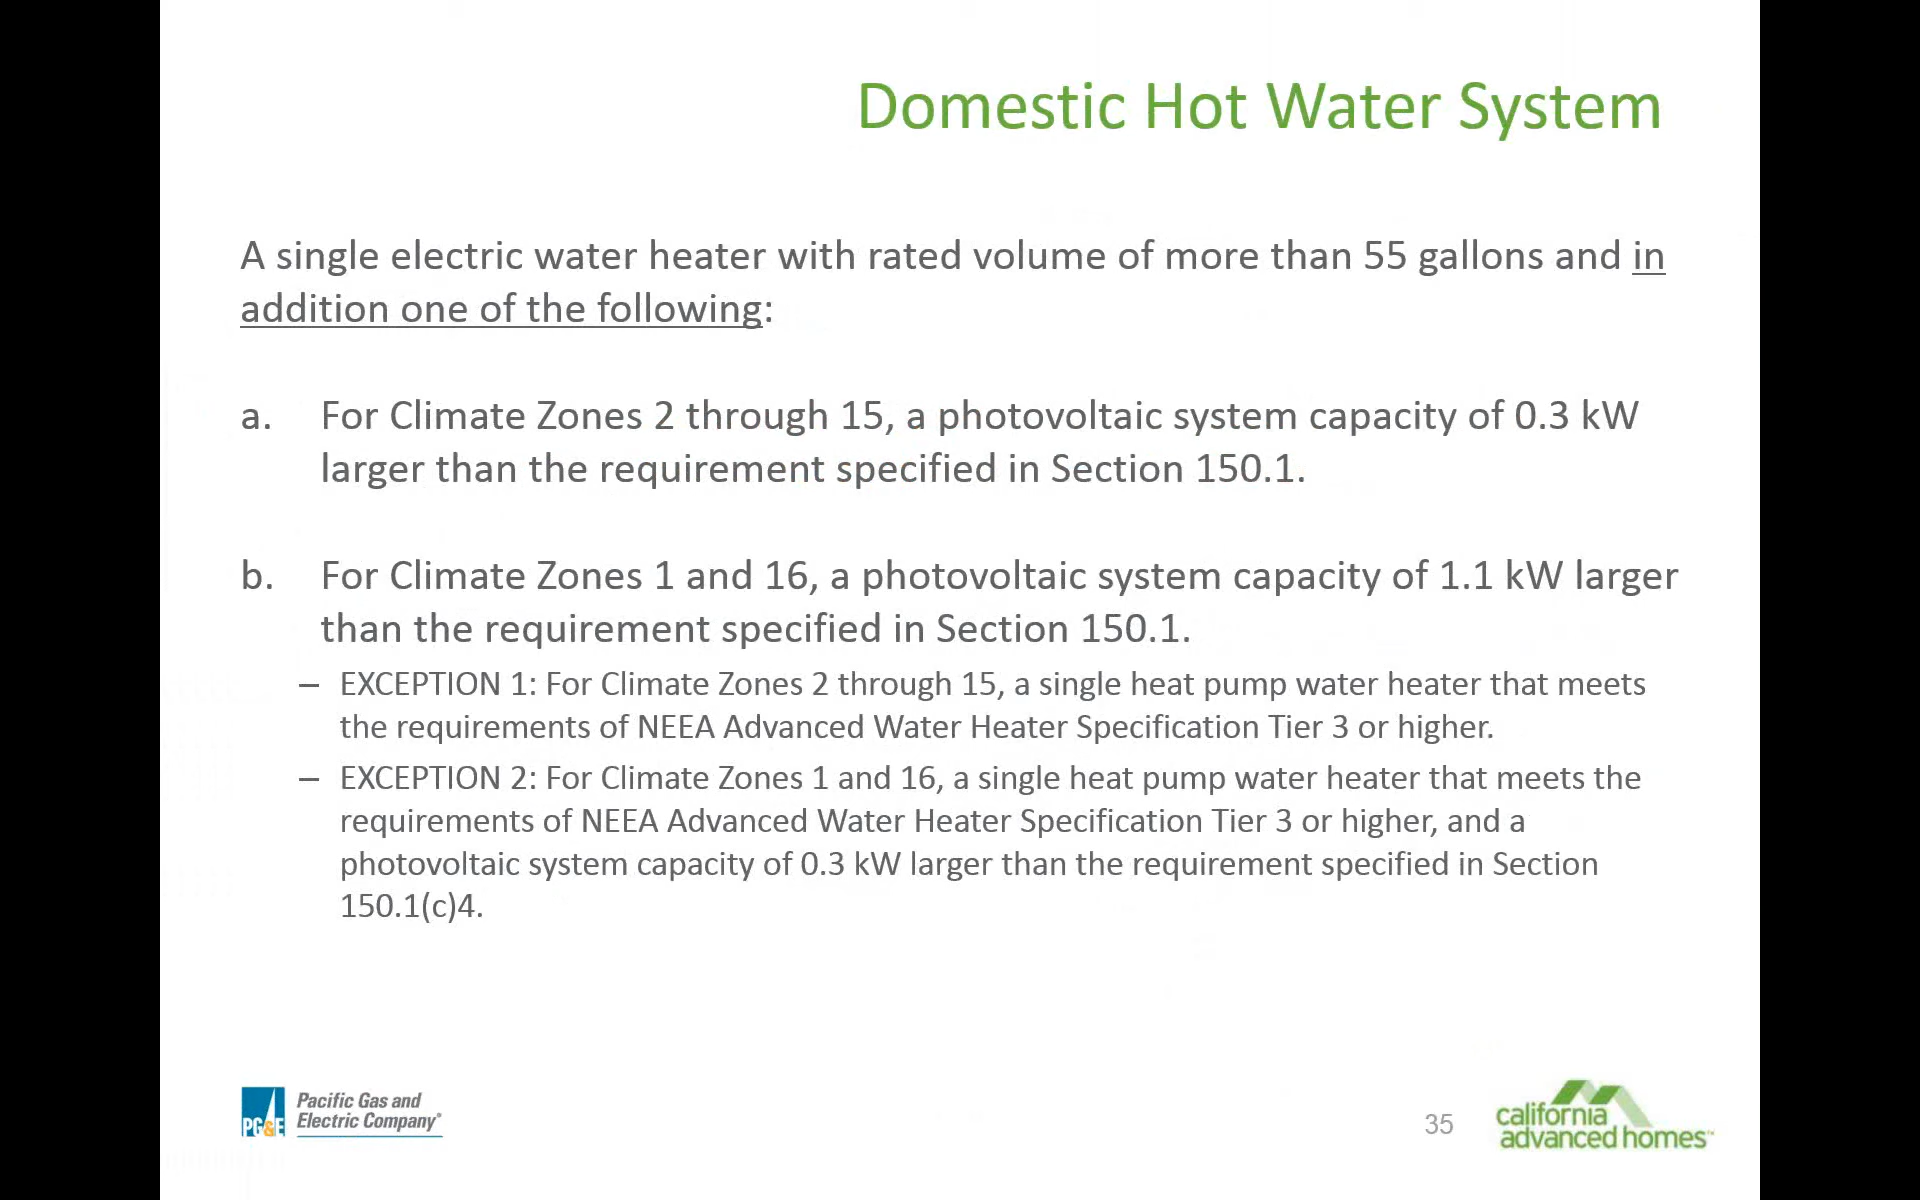 Domestic Hot Water System
A single electric water heater with rated volume of more than 55 gallons and in
addition one of the following:
a. For Climate Zones 2 through 15, a photovoltaic system capacity of 0.3 kW
larger than the requirement specified in Section 150.1.
b. For Climate Zones 1 and 16, a photovoltaic system capacity of 1.1 kW larger
than the requirement specified in Section 150.1.
– EXCEPTION 1: For Climate Zones 2 through 15, a single heat pump water heater that meets
the requirements of NEEA Advanced Water Heater Specification Tier 3 or higher.
– EXCEPTION 2: For Climate Zones 1 and 16, a single heat pump water heater that meets the
requirements of NEEA Advanced Water Heater Specification Tier 3 or higher, and a
photovoltaic system capacity of 0.3 kW larger than the requirement specified in Section
150.1(c)4.
PG&E
Pacific Gas and
Electric Company®
35
california
advanced homes™